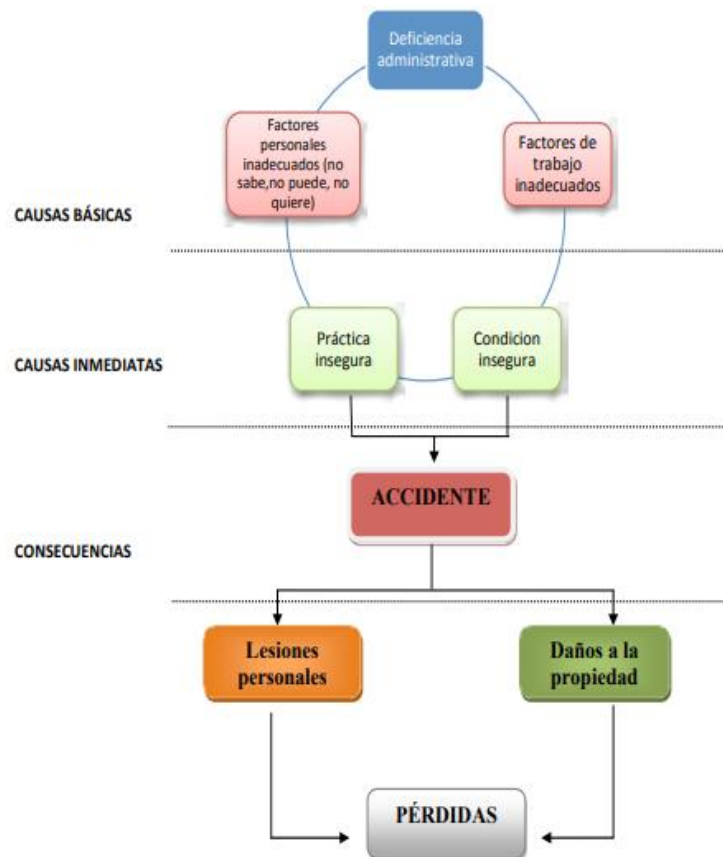 Deficiencia
administrativa
Factores
personales
inadecuados (no
sabe,no puede, no
quiere)
Factores de
trabajo
inadecuados
CAUSAS BÁSICAS
Práctica
insegura
Condicion
insegura
CAUSAS INMEDIATAS
ACCIDENTE
CONSECUENCIAS
Lesiones
personales
Daños a la
propiedad
PÉRDIDAS